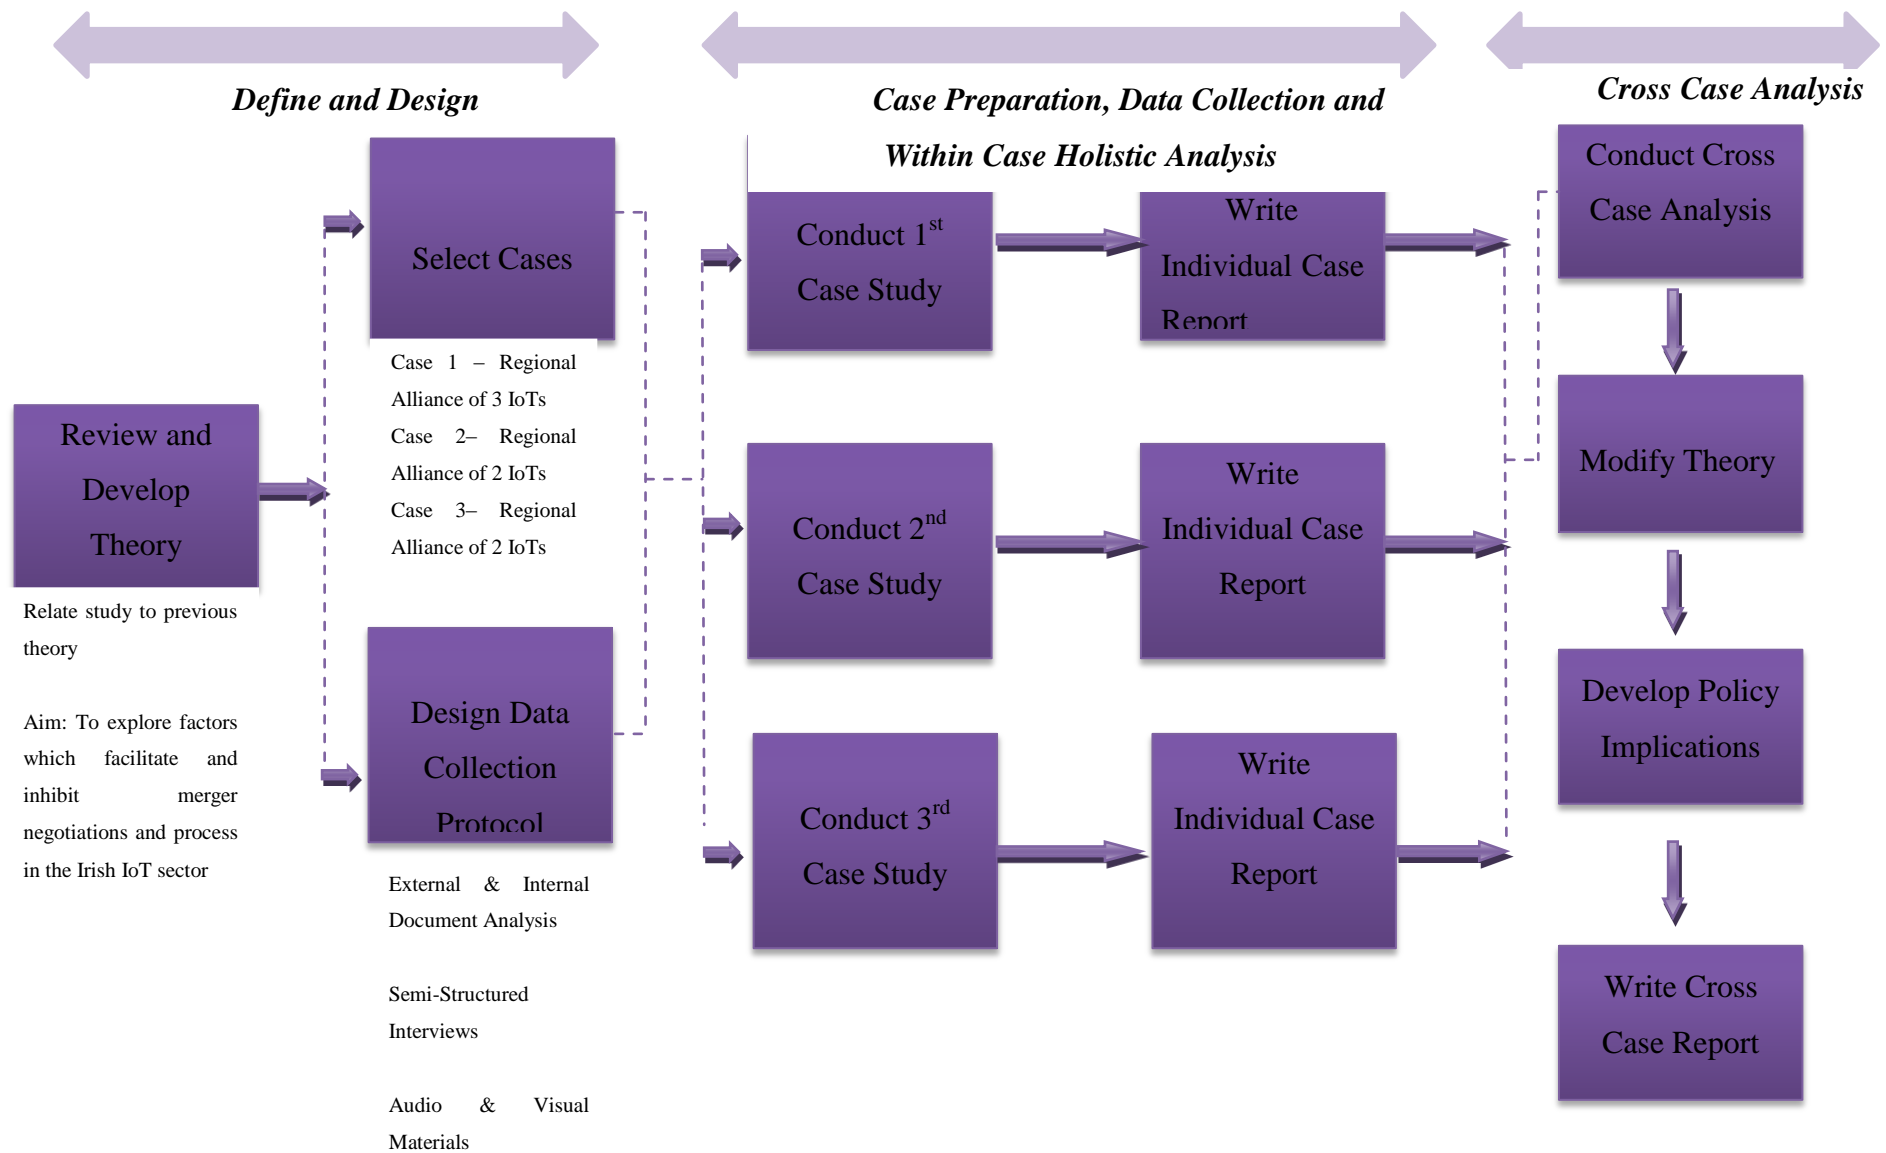 Define and Design
Case Preparation, Data Collection and
Within Case Holistic Analysis
Cross Case Analysis
Review and
Develop
Theory
Relate study to previous
theory
Aim: To explore factors
which facilitate and
inhibit merger
negotiations and process
in the Irish IoT sector
Select Cases
Case 1 – Regional
Alliance of 3 IoTs
Case 2– Regional
Alliance of 2 IoTs
Case 3– Regional
Alliance of 2 IoTs
Design Data
Collection
Protocol
External & Internal
Document Analysis
Semi-Structured
Interviews
Audio & Visual
Materials
Conduct 1st
Case Study
Write
Individual Case
Report
Conduct 2nd
Case Study
Write
Individual Case
Report
Conduct 3rd
Case Study
Write
Individual Case
Report
Conduct Cross
Case Analysis
Modify Theory
Develop Policy
Implications
Write Cross
Case Report